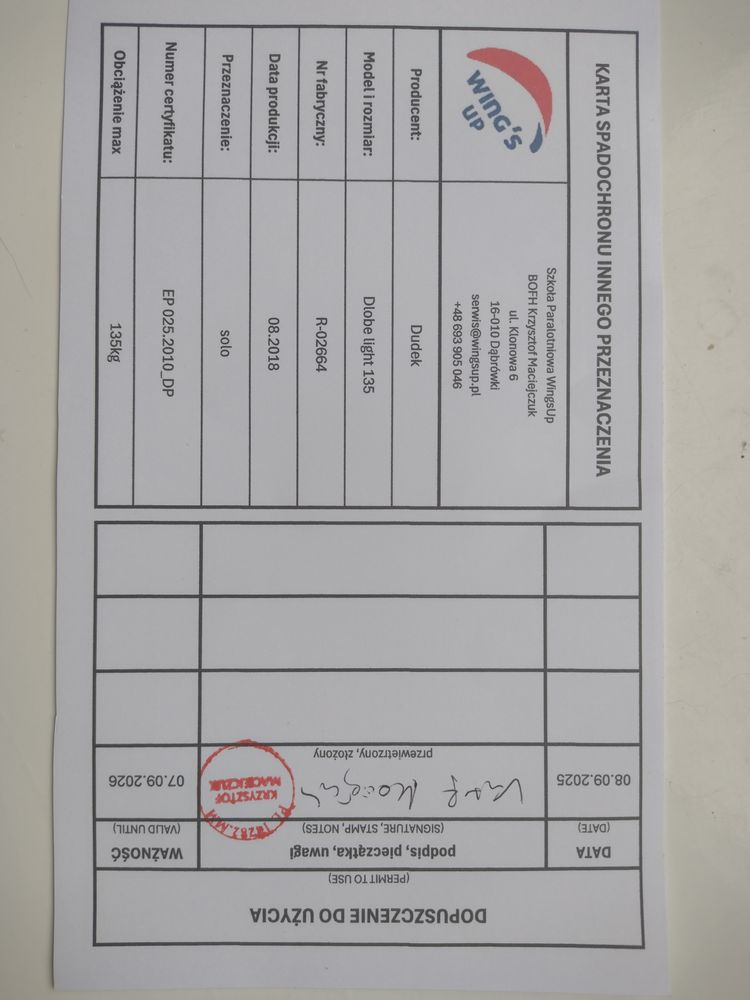 KARTA SPADOCHRONU INNEGO PRZEZNACZENIA
WING'S
UP
Szkoła Paralotniowa WingsUp
BOFH Krzysztof Maciejczuk
ul. Klonowa 6
16-010 Dąbrówki
serwis@wingsup.pl
+48 693 905 046
Producent: Dudek
Model i rozmiar: Dlobe light 135
Nr fabryczny: R-02664
Data produkcji: 08.2018
Przeznaczenie: solo
Numer certyfikatu: EP 025.2010_DP
Obciążenie max 135kg
DOPUSZCZENIE DO UŻYCIA
(PERMIT TO USE)
DATA podpis, pieczątka, uwagi WAŻNOŚĆ
(DATE) (SIGNATURE, STAMP, NOTES) (VALID UNTIL)
08.09.2025 07.09.2026
KRZYSZTOF
MACIEJCZUK
przewietrzony, złożony